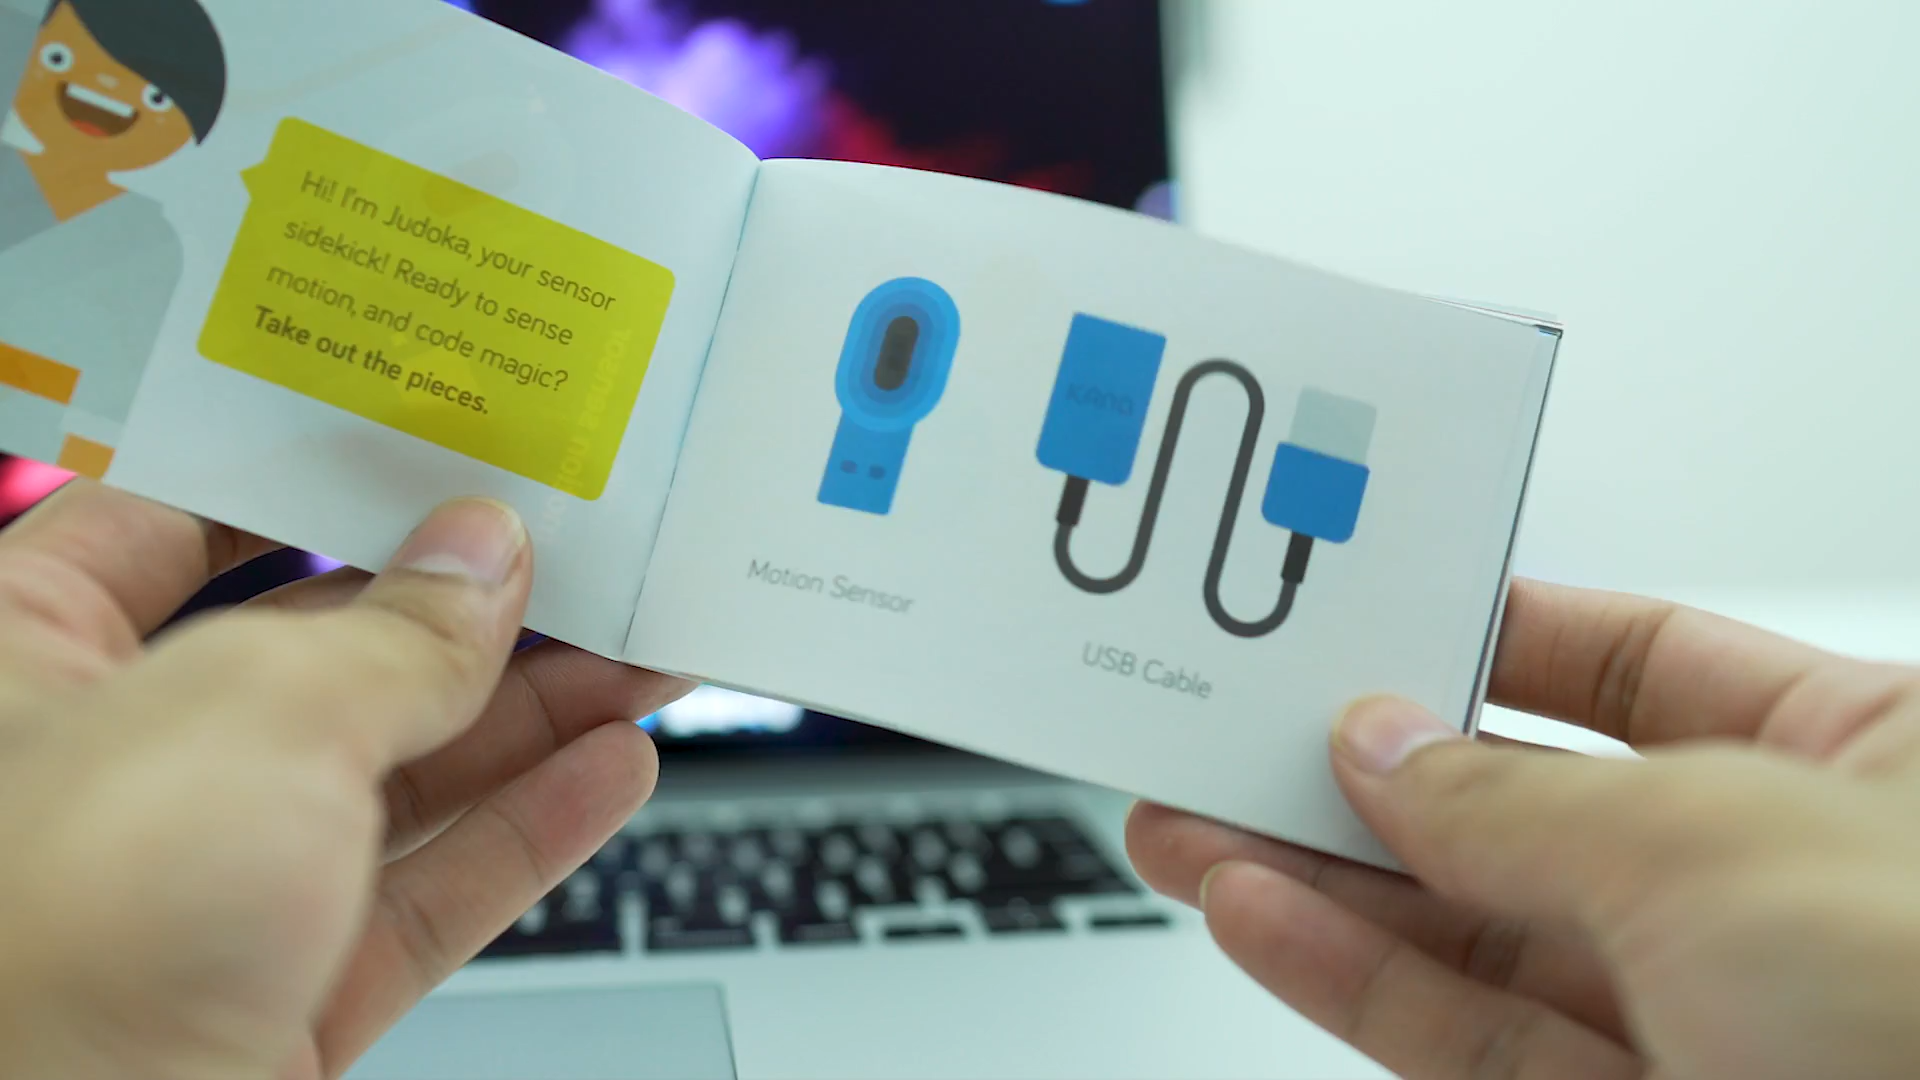 Hi! I'm Judoka, your sensor
sidekick! Ready to sense
motion, and code magic?
Take out the pieces.
Motion Sensor
KANO
USB Cable